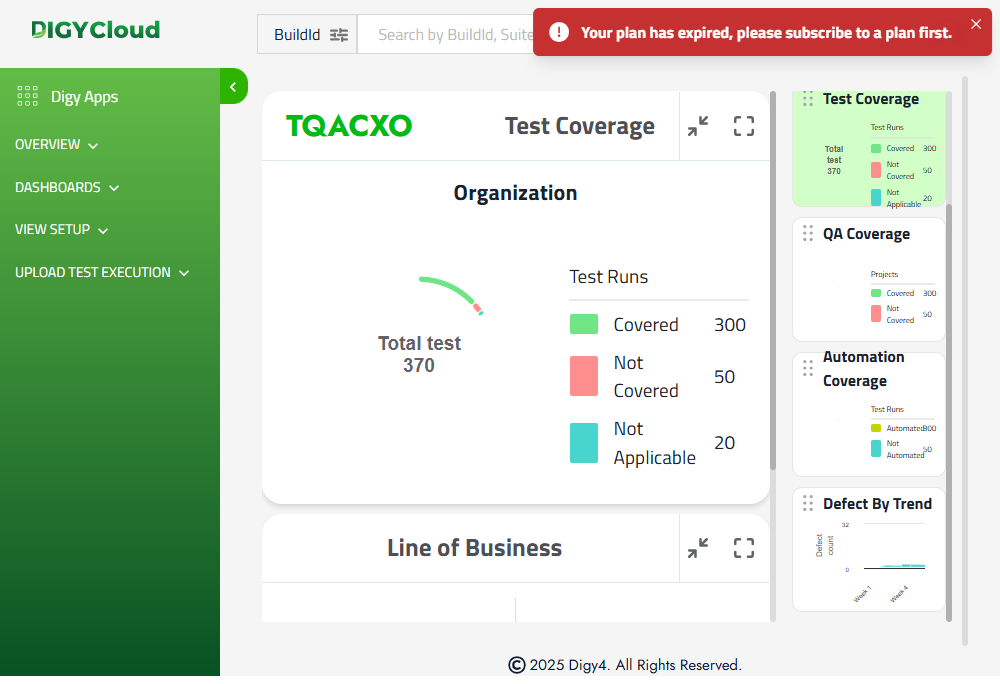 DIGYCloud
BuildId
Search by BuildId, Suite
Your plan has expired, please subscribe to a plan first.
Digy Apps
OVERVIEW
DASHBOARDS
VIEW SETUP
UPLOAD TEST EXECUTION
TQACXO
Test Coverage
Organization
Total test
370
Test Runs
Covered 300
Not
Covered
50
Not
Applicable
20
Line of Business
Test Coverage
Total
test
370
Test Runs
Covered 300
Not
Covered
50
Not
Applicable
20
QA Coverage
Projects
Covered 300
Not
Covered
50
Automation
Coverage
Test Runs
Automated 300
Not
Automated
50
Defect By Trend
Defect
count
32
0
Week 1
Week 4
© 2025 Digy4. All Rights Reserved.